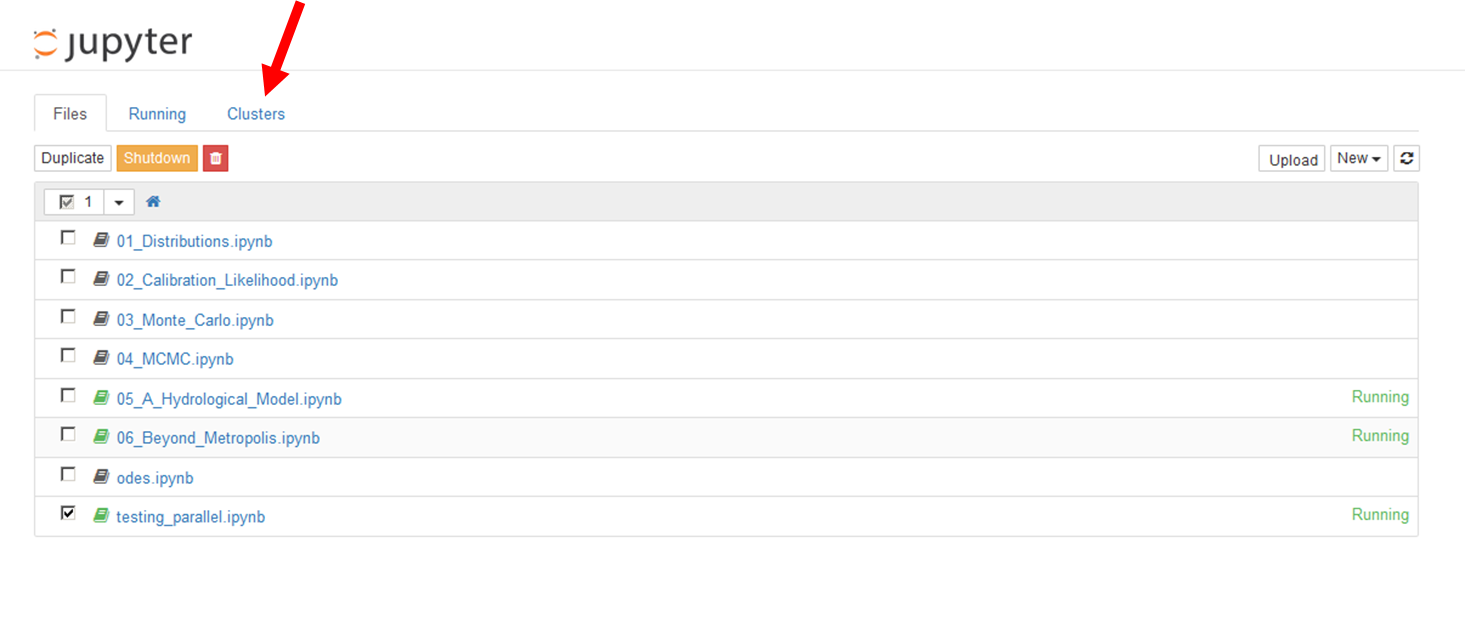 jupyter
Files Running Clusters
Duplicate Shutdown Upload New
1
01_Distributions.ipynb
02_Calibration_Likelihood.ipynb
03_Monte_Carlo.ipynb
04_MCMC.ipynb
05_A_Hydrological_Model.ipynb Running
06_Beyond_Metropolis.ipynb Running
odes.ipynb
testing_parallel.ipynb Running